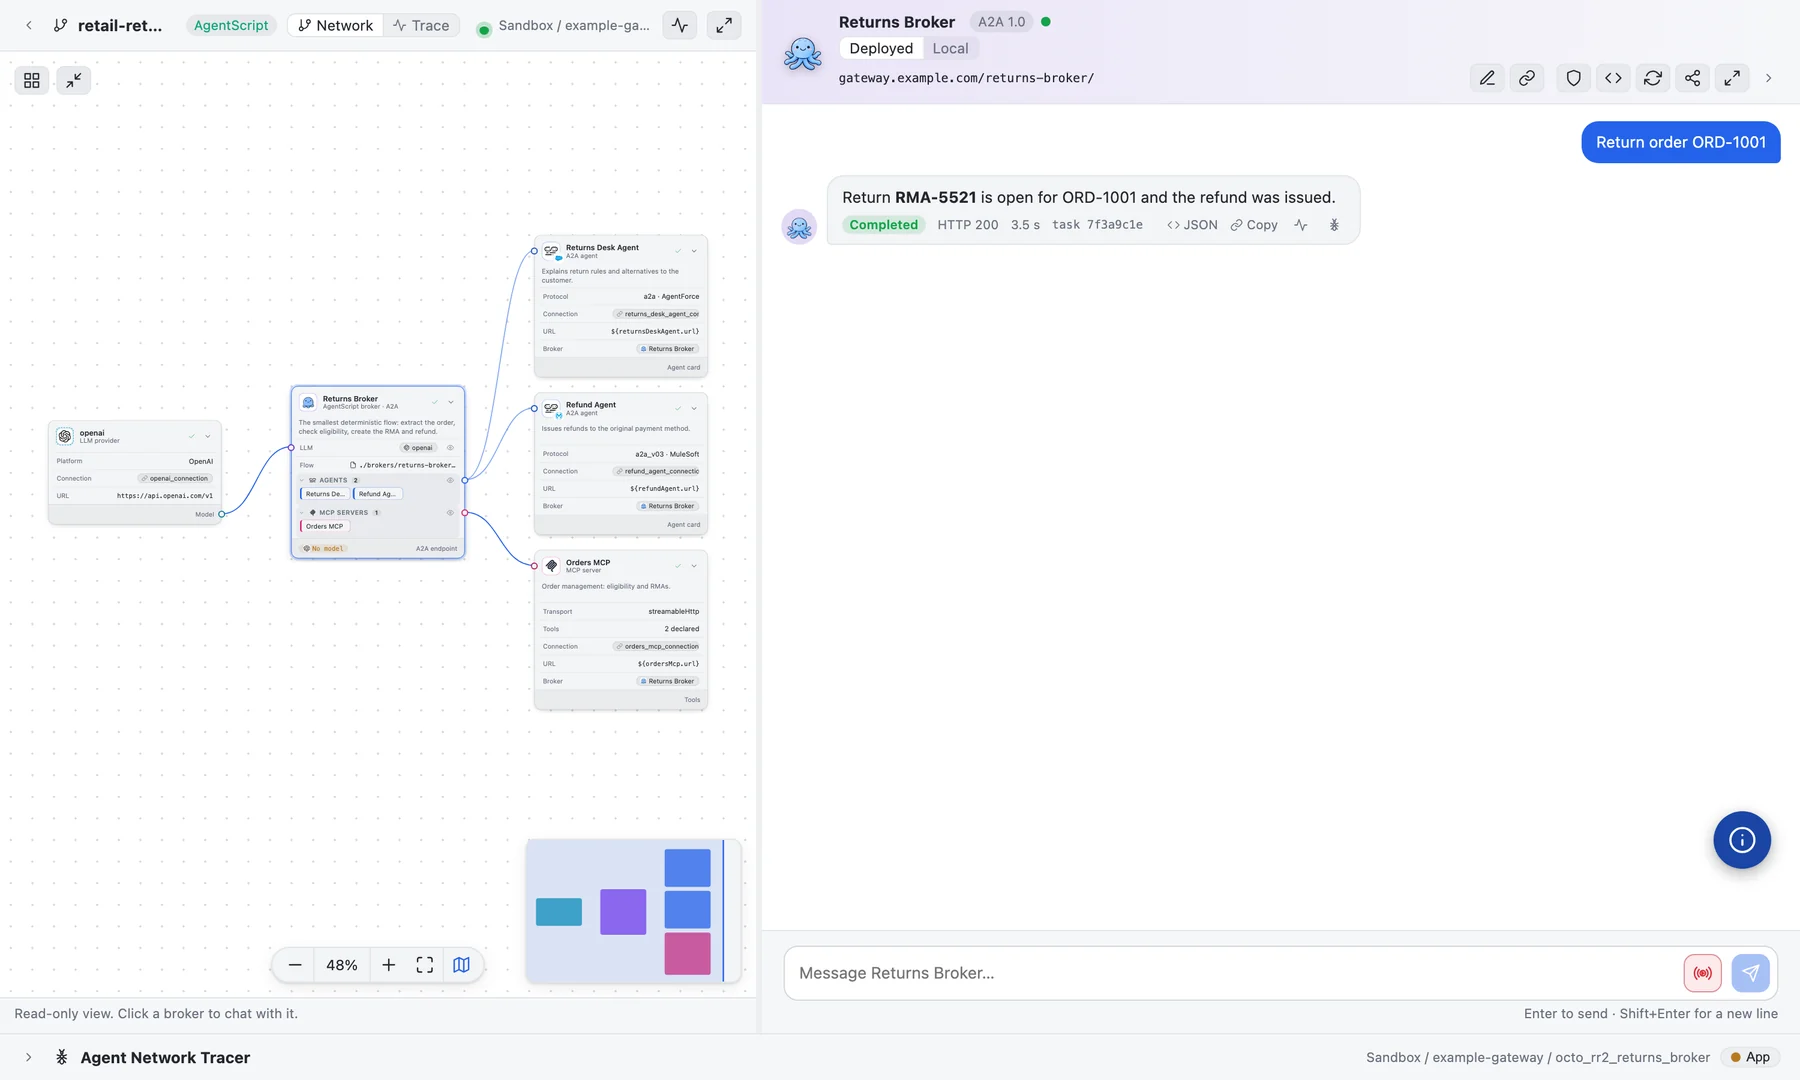 retail-ret...
AgentScript
Network
Trace
Sandbox / example-ga...
openai
LLM provider
Platform
OpenAI
Connection
openai_connection
URL
https://api.openai.com/v1
Model
Returns Broker
AgentScript broker · A2A
The smallest deterministic flow: extract the order,
check eligibility, create the RMA and refund.
LLM
openai
Flow
./brokers/returns-broker...
AGENTS 2
Returns De...
Refund Ag...
MCP SERVERS 1
Orders MCP
No model
A2A endpoint
Returns Desk Agent
A2A agent
Explains return rules and alternatives to the
customer.
Protocol
a2a · AgentForce
Connection
returns_desk_agent_co
URL
${returnsDeskAgent.url}
Broker
Returns Broker
Agent card
Refund Agent
A2A agent
Issues refunds to the original payment method.
Protocol
a2a_v03 · MuleSoft
Connection
refund_agent_connectio
URL
${refundAgent.url}
Broker
Returns Broker
Agent card
Orders MCP
MCP server
Order management: eligibility and RMAs.
Transport
streamableHttp
Tools
2 declared
Connection
orders_mcp_connection
URL
${ordersMcp.url}
Broker
Returns Broker
Tools
48%
Read-only view. Click a broker to chat with it.
Returns Broker
A2A 1.0
Deployed
Local
gateway.example.com/returns-broker/
Return order ORD-1001
Return RMA-5521 is open for ORD-1001 and the refund was issued.
Completed
HTTP 200
3.5 s
task 7f3a9c1e
JSON
Copy
Message Returns Broker...
Enter to send · Shift+Enter for a new line
Agent Network Tracer
Sandbox / example-gateway / octo_rr2_returns_broker
App